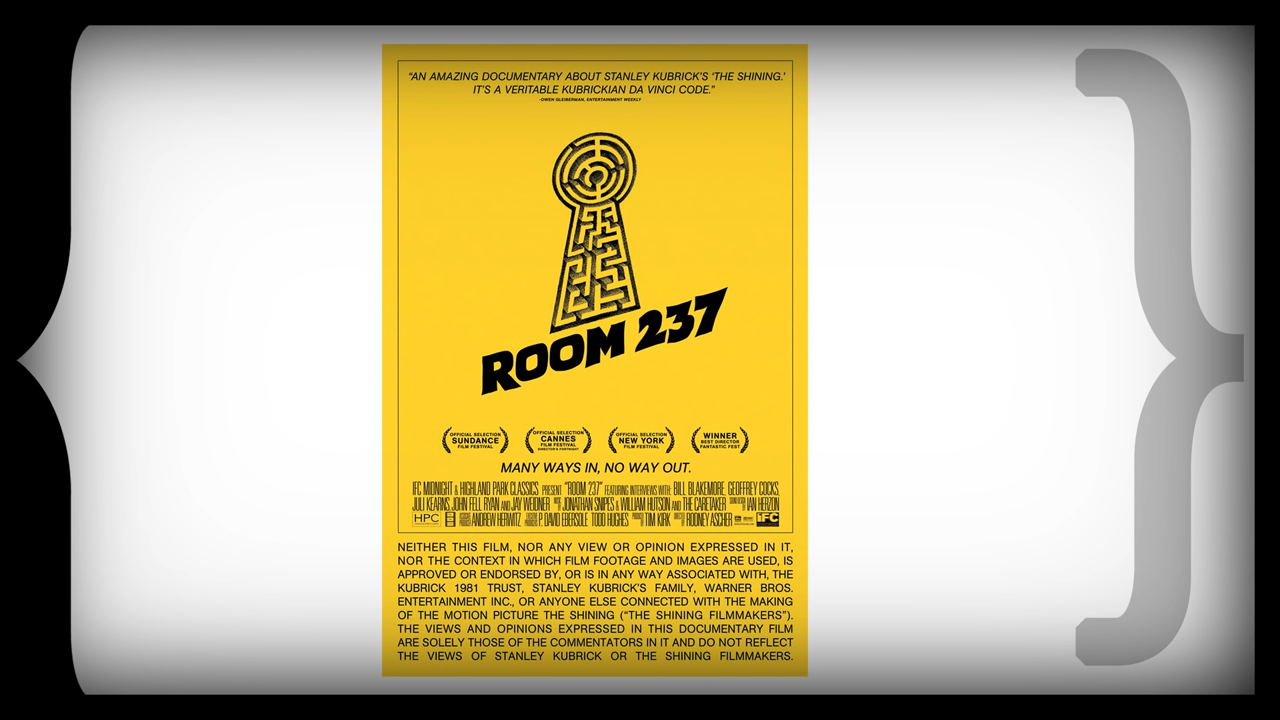 “AN AMAZING DOCUMENTARY ABOUT STANLEY KUBRICK’S ‘THE SHINING.’
IT’S A VERITABLE KUBRICKIAN DA VINCI CODE.”
-OWEN GLEIBERMAN, ENTERTAINMENT WEEKLY
ROOM 237
OFFICIAL SELECTION
SUNDANCE
FILM FESTIVAL
OFFICIAL SELECTION
CANNES
FILM FESTIVAL
DIRECTOR'S FORTNIGHT
OFFICIAL SELECTION
NEW YORK
FILM FESTIVAL
WINNER
BEST DIRECTOR
FANTASTIC FEST
MANY WAYS IN, NO WAY OUT.
IFC MIDNIGHT & HIGHLAND PARK CLASSICS PRESENT "ROOM 237" FEATURING INTERVIEWS WITH: BILL BLAKEMORE, GEOFFREY COCKS,
JULI KEARNS, JOHN FELL RYAN AND JAY WEIDNER MUSIC BY JONATHAN SNIPES & WILLIAM HUTSON AND THE CARETAKER IAN HERZON
HPC ANDREW HERWITZ P. DAVID EBERSOLE TODD HUGHES TIM KIRK RODNEY ASCHER IFC
NEITHER THIS FILM, NOR ANY VIEW OR OPINION EXPRESSED IN IT,
NOR THE CONTEXT IN WHICH FILM FOOTAGE AND IMAGES ARE USED, IS
APPROVED OR ENDORSED BY, OR IS IN ANY WAY ASSOCIATED WITH, THE
KUBRICK 1981 TRUST, STANLEY KUBRICK’S FAMILY, WARNER BROS.
ENTERTAINMENT INC., OR ANYONE ELSE CONNECTED WITH THE MAKING
OF THE MOTION PICTURE THE SHINING (“THE SHINING FILMMAKERS”).
THE VIEWS AND OPINIONS EXPRESSED IN THIS DOCUMENTARY FILM
ARE SOLELY THOSE OF THE COMMENTATORS IN IT AND DO NOT REFLECT
THE VIEWS OF STANLEY KUBRICK OR THE SHINING FILMMAKERS.